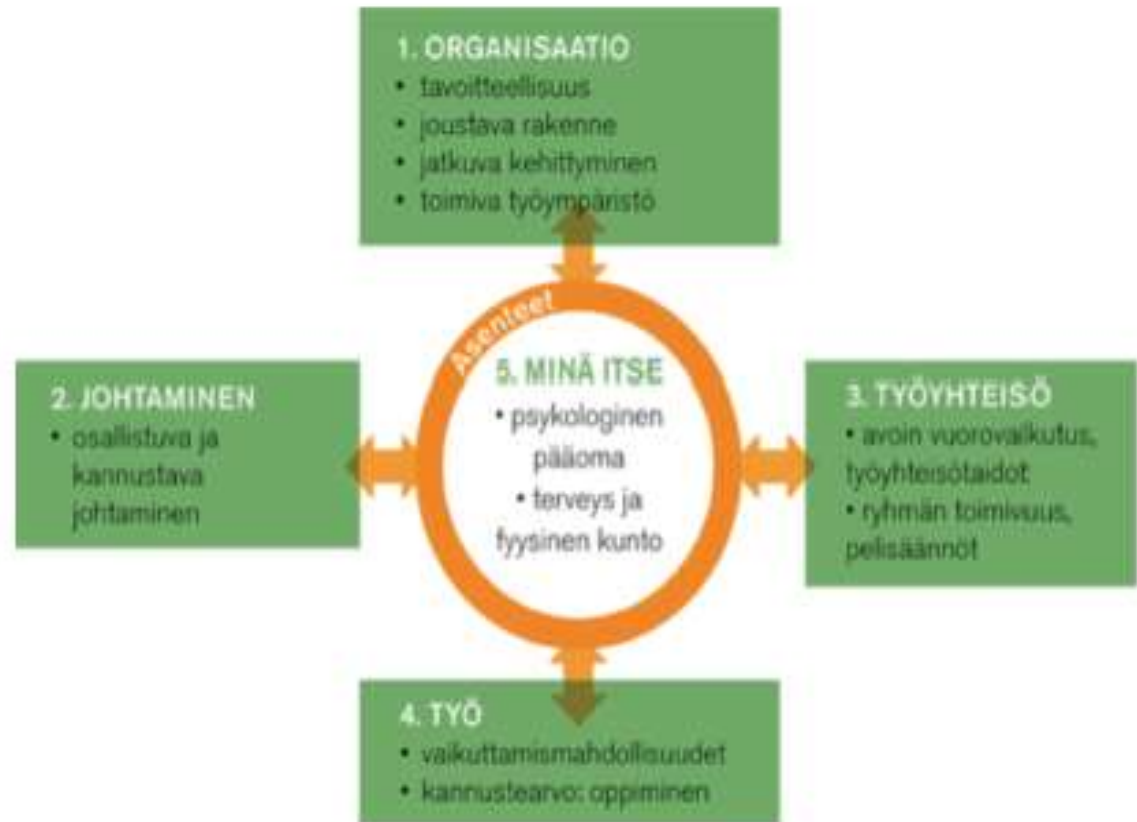 1. ORGANISAATIO
• tavoitteellisuus
• joustava rakenne
• jatkuva kehittyminen
• toimiva työympäristö
Asenteet
5. MINÄ ITSE
• psykologinen
pääoma
• terveys ja
fyysinen kunto
2. JOHTAMINEN
• osallistuva ja
kannustava
johtaminen
3. TYÖYHTEISÖ
• avoin vuorovaikutus,
työyhteisötaidot
• ryhmän toimivuus,
pelisäännöt
4. TYÖ
• vaikuttamismahdollisuudet
• kannustearvo: oppiminen